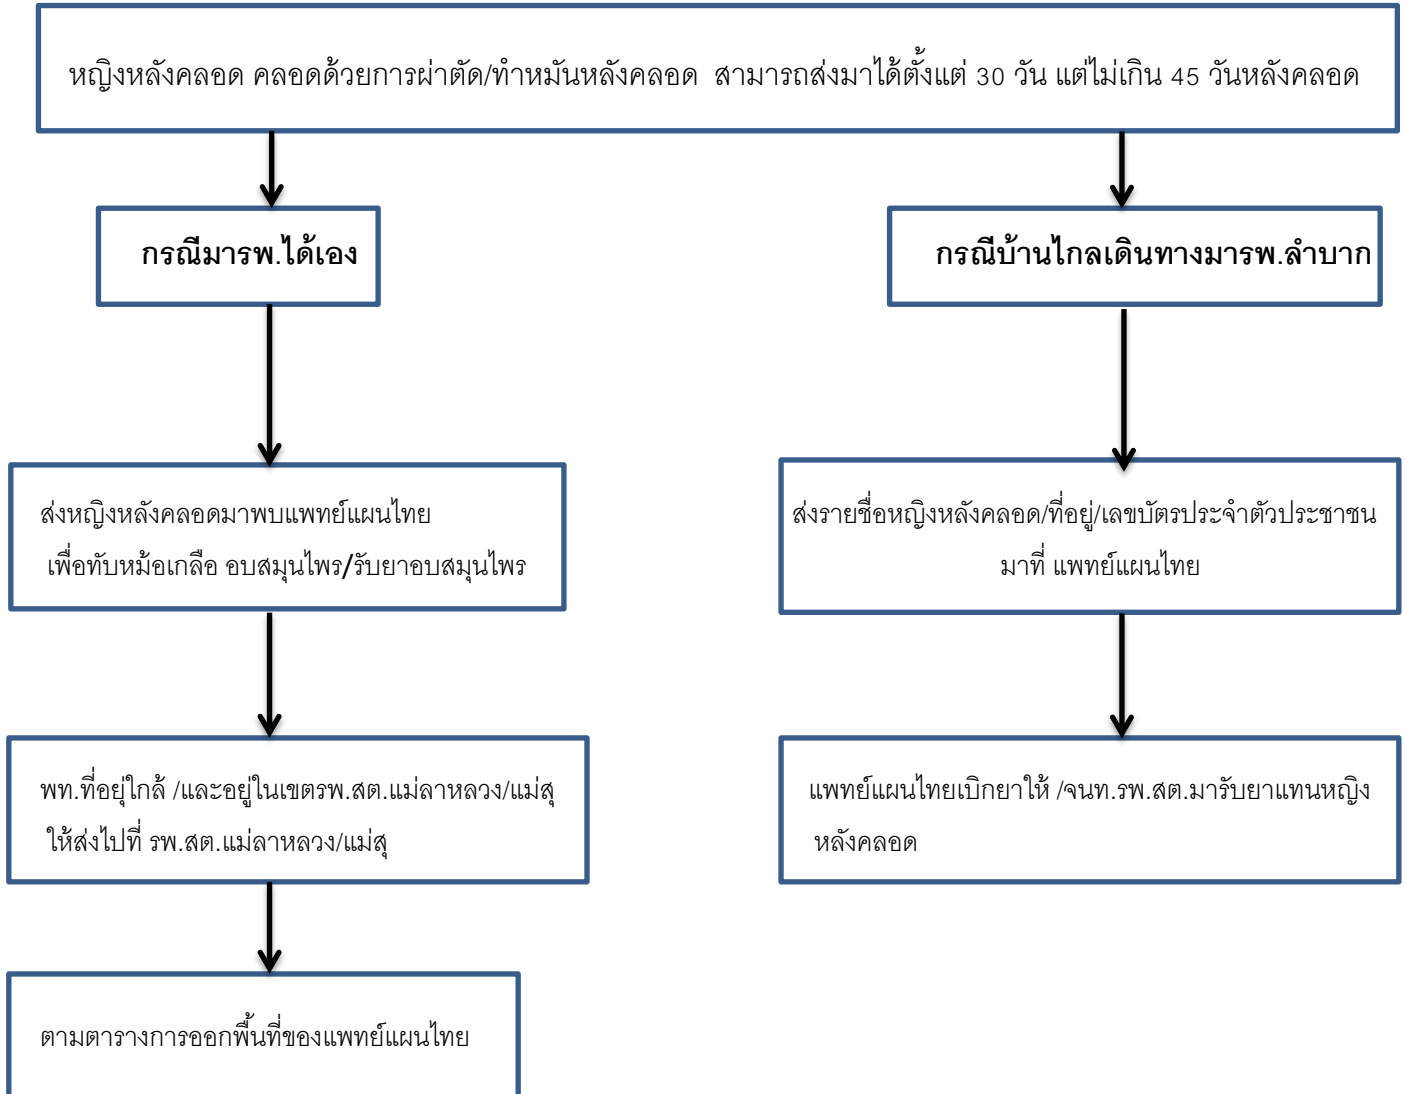 หญิงหลังคลอด คลอดด้วยการผ่าตัด/ทำหมันหลังคลอด สามารถส่งมาได้ตั้งแต่ 30 วัน แต่ไม่เกิน 45 วันหลังคลอด
กรณีมารพ.ได้เอง
กรณีบ้านไกลเดินทางมารพ.ลำบาก
ส่งหญิงหลังคลอดมาพบแพทย์แผนไทย
เพื่อทับหม้อเกลือ อบสมุนไพร/รับยาอบสมุนไพร
ส่งรายชื่อหญิงหลังคลอด/ที่อยู่/เลขบัตรประจำตัวประชาชน
มาที่ แพทย์แผนไทย
พท.ที่อยู่ใกล้ /และอยู่ในเขตรพ.สต.แม่ลาหลวง/แม่สุ
ให้ส่งไปที่ รพ.สต.แม่ลาหลวง/แม่สุ
แพทย์แผนไทยเบิกยาให้ /จนท.รพ.สต.มารับยาแทนหญิง
หลังคลอด
ตามตารางการออกพื้นที่ของแพทย์แผนไทย